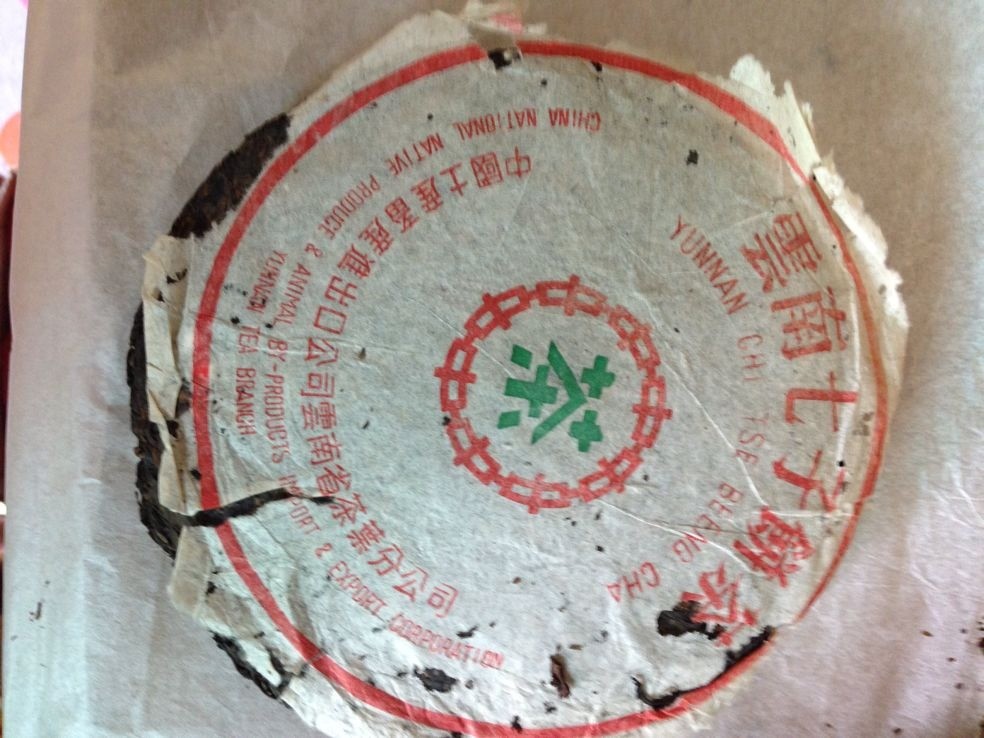 雲南七子餅茶
YUNNAN CHI TSE BEENG CHA
茶
中國土產畜產進出口公司雲南省茶葉分公司
CHINA NATIONAL NATIVE PRODUCE & ANIMAL BY-PRODUCTS IMPORT & EXPORT CORPORATION
YUNNAN TEA BRANCH